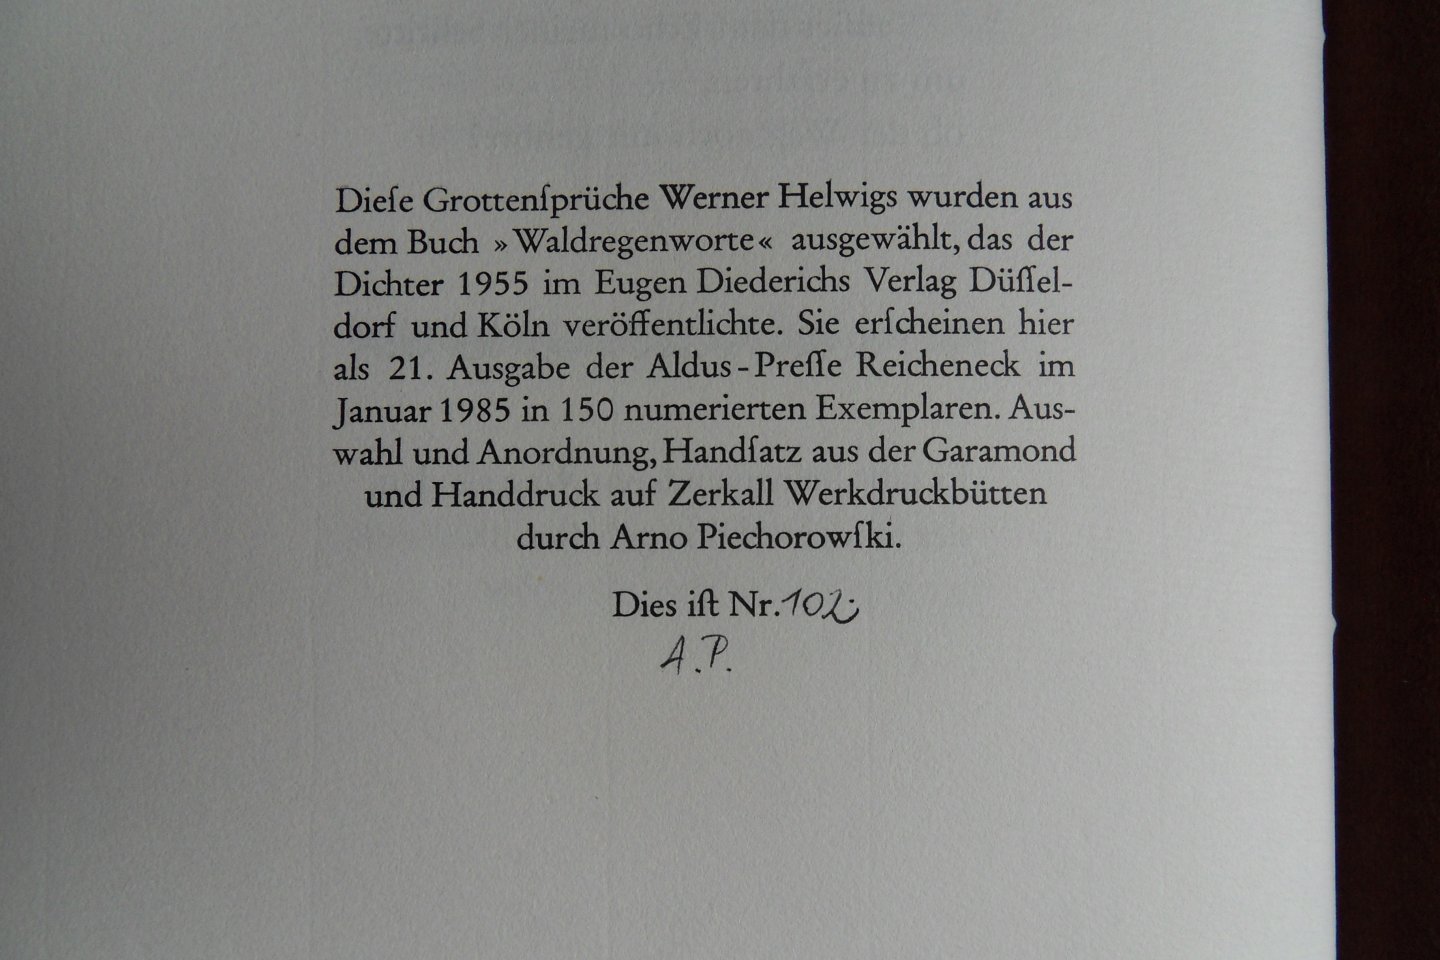 Dieſe Grottenſprüche Werner Helwigs wurden aus
dem Buch »Waldregenworte« ausgewählt, das der
Dichter 1955 im Eugen Diederichs Verlag Düſſel-
dorf und Köln veröffentlichte. Sie erſcheinen hier
als 21. Ausgabe der Aldus-Preſſe Reicheneck im
Januar 1985 in 150 numerierten Exemplaren. Aus-
wahl und Anordnung, Handſatz aus der Garamond
und Handdruck auf Zerkall Werkdruckbütten
durch Arno Piechorowſki.
Dies iſt Nr. 102
A.P.